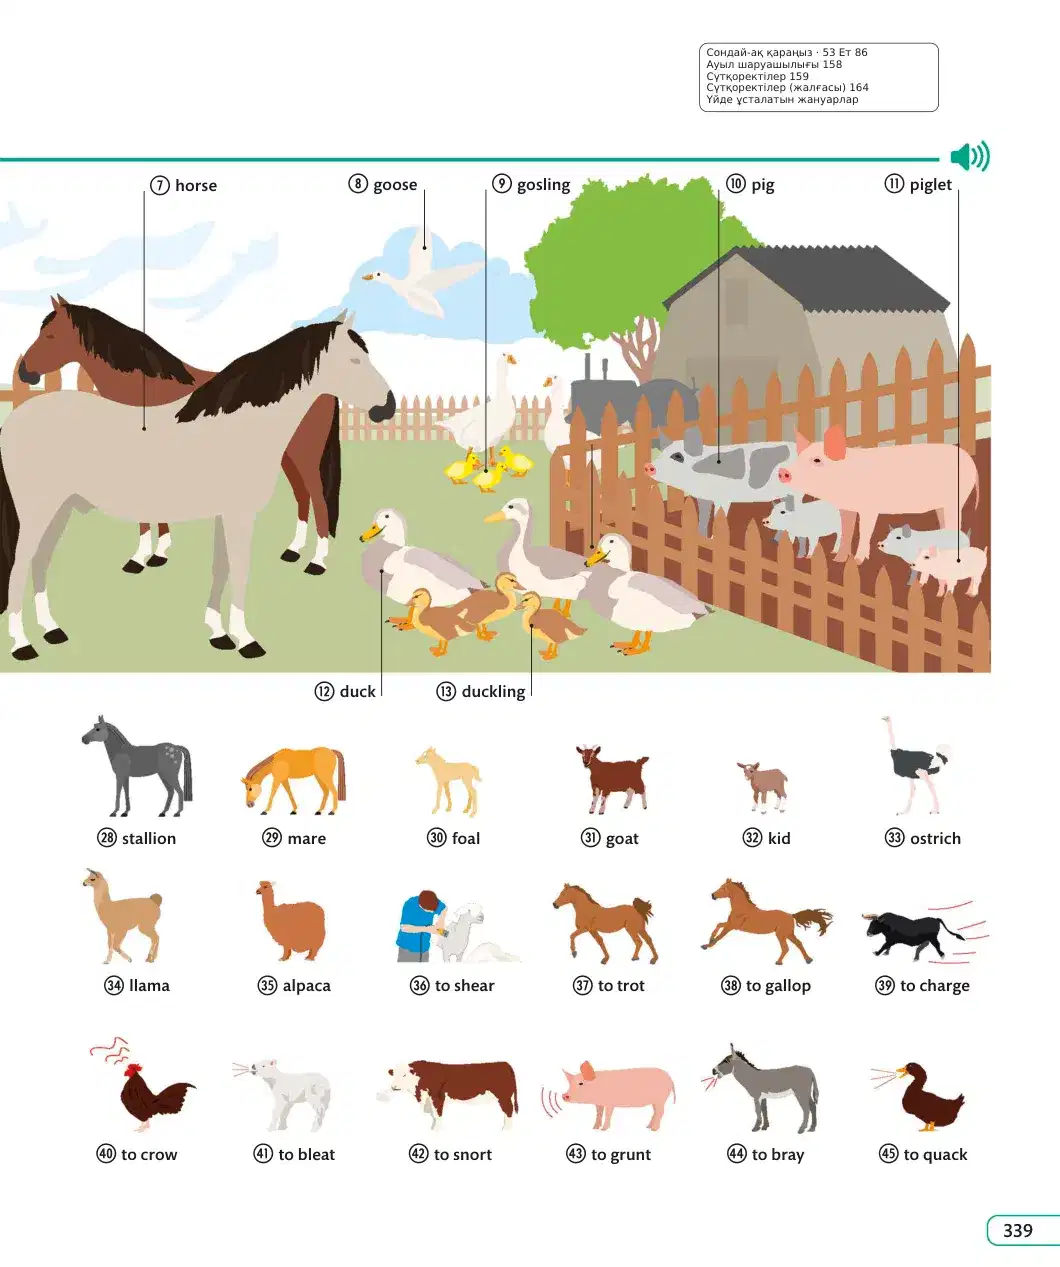 Сондай-ақ қараңыз · 53 Ет 86
Ауыл шаруашылығы 158
Сүтқоректілер 159
Сүтқоректілер (жалғасы) 164
Үйде ұсталатын жануарлар
7 horse
8 goose
9 gosling
10 pig
11 piglet
12 duck
13 duckling
28 stallion
29 mare
30 foal
31 goat
32 kid
33 ostrich
34 llama
35 alpaca
36 to shear
37 to trot
38 to gallop
39 to charge
40 to crow
41 to bleat
42 to snort
43 to grunt
44 to bray
45 to quack
339